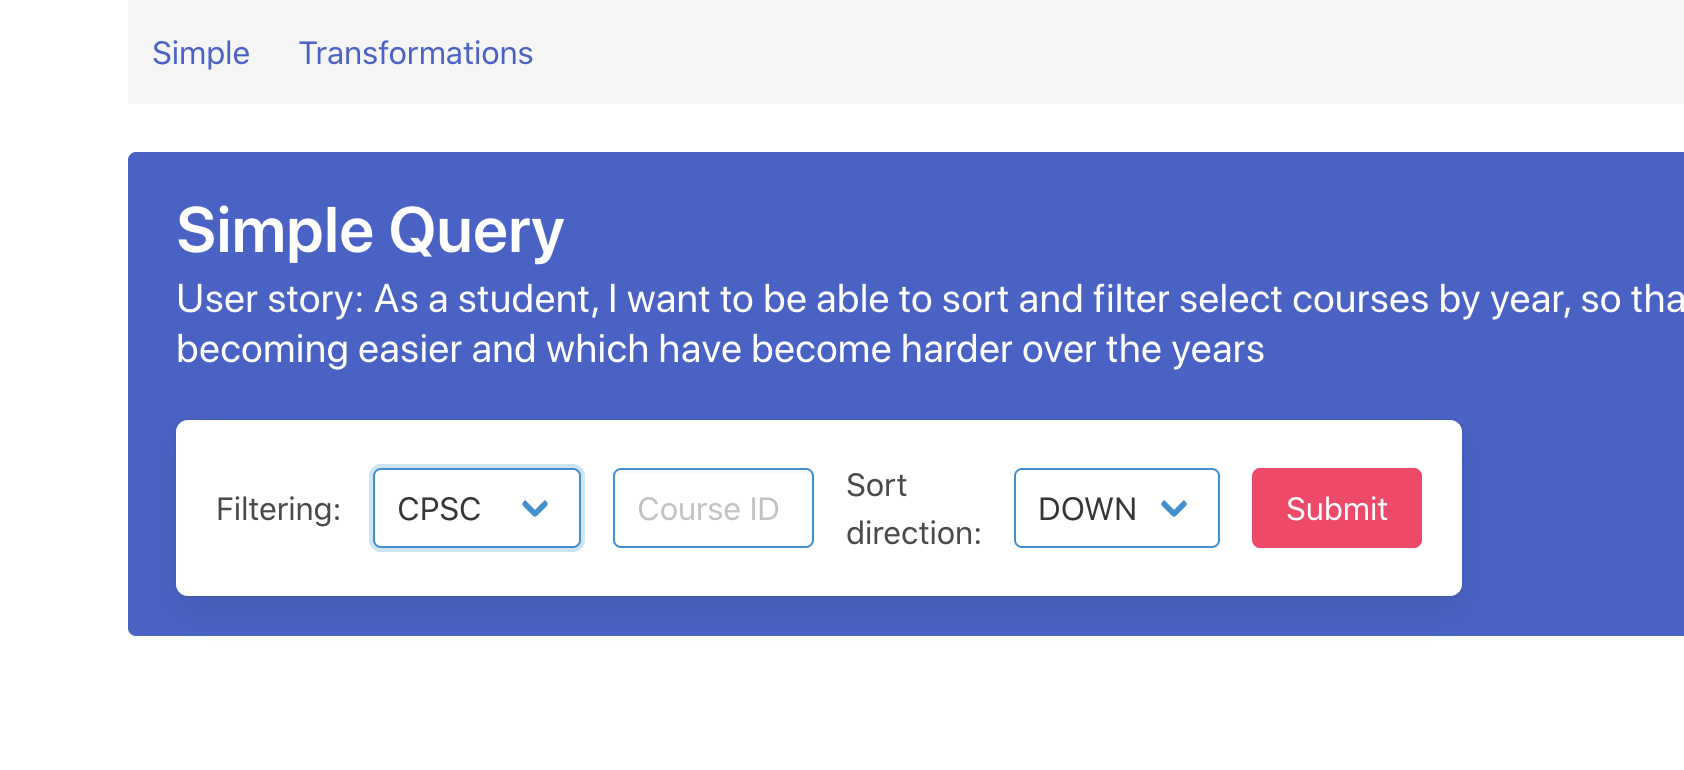 Simple Transformations
Simple Query
User story: As a student, I want to be able to sort and filter select courses by year, so
becoming easier and which have become harder over the years
Filtering: CPSC Course ID Sort direction: DOWN Submit